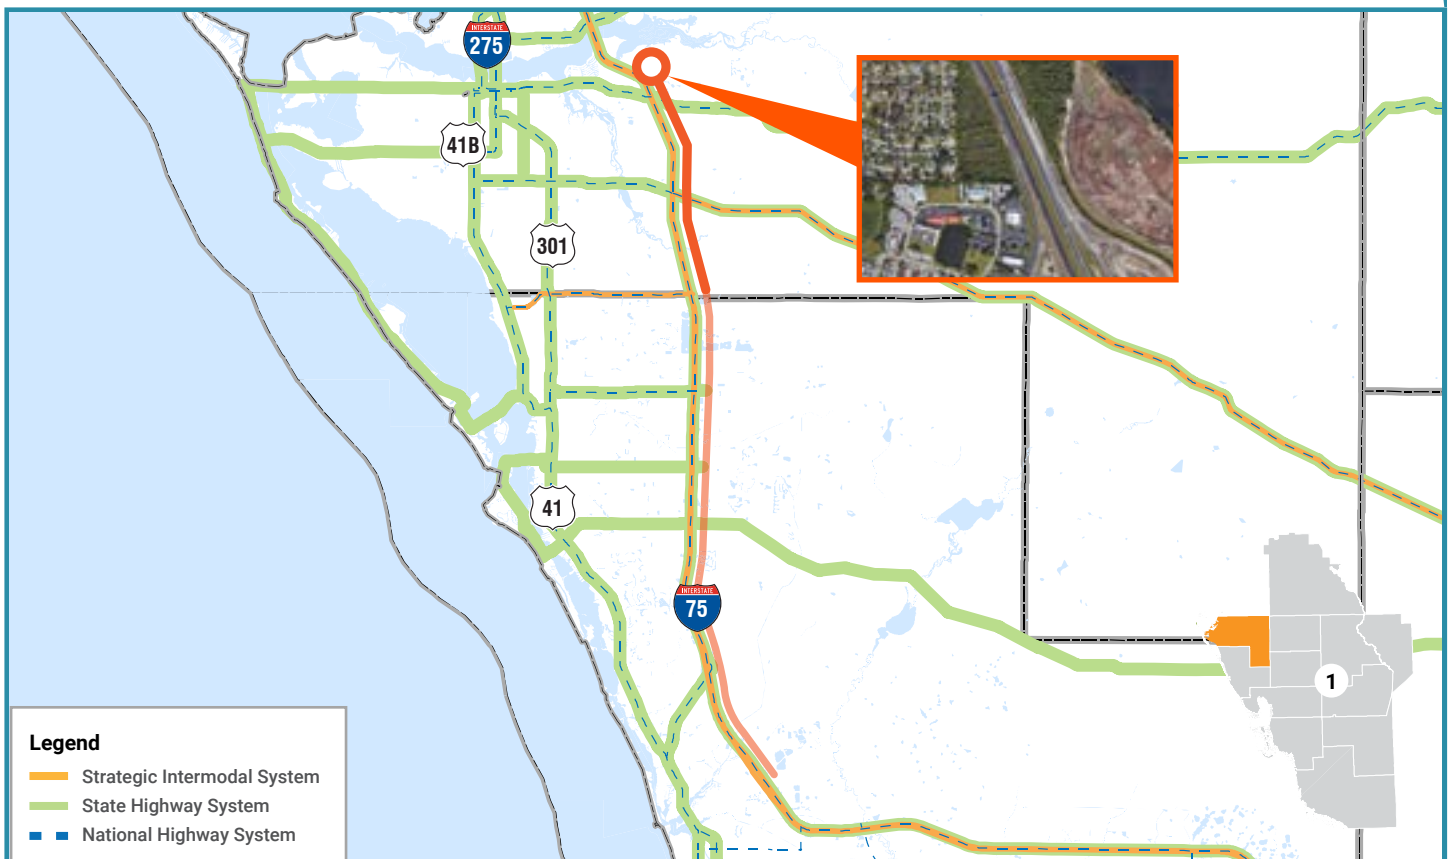 INTERSTATE
275
41B
301
41
INTERSTATE
75
1
Legend
Strategic Intermodal System
State Highway System
National Highway System